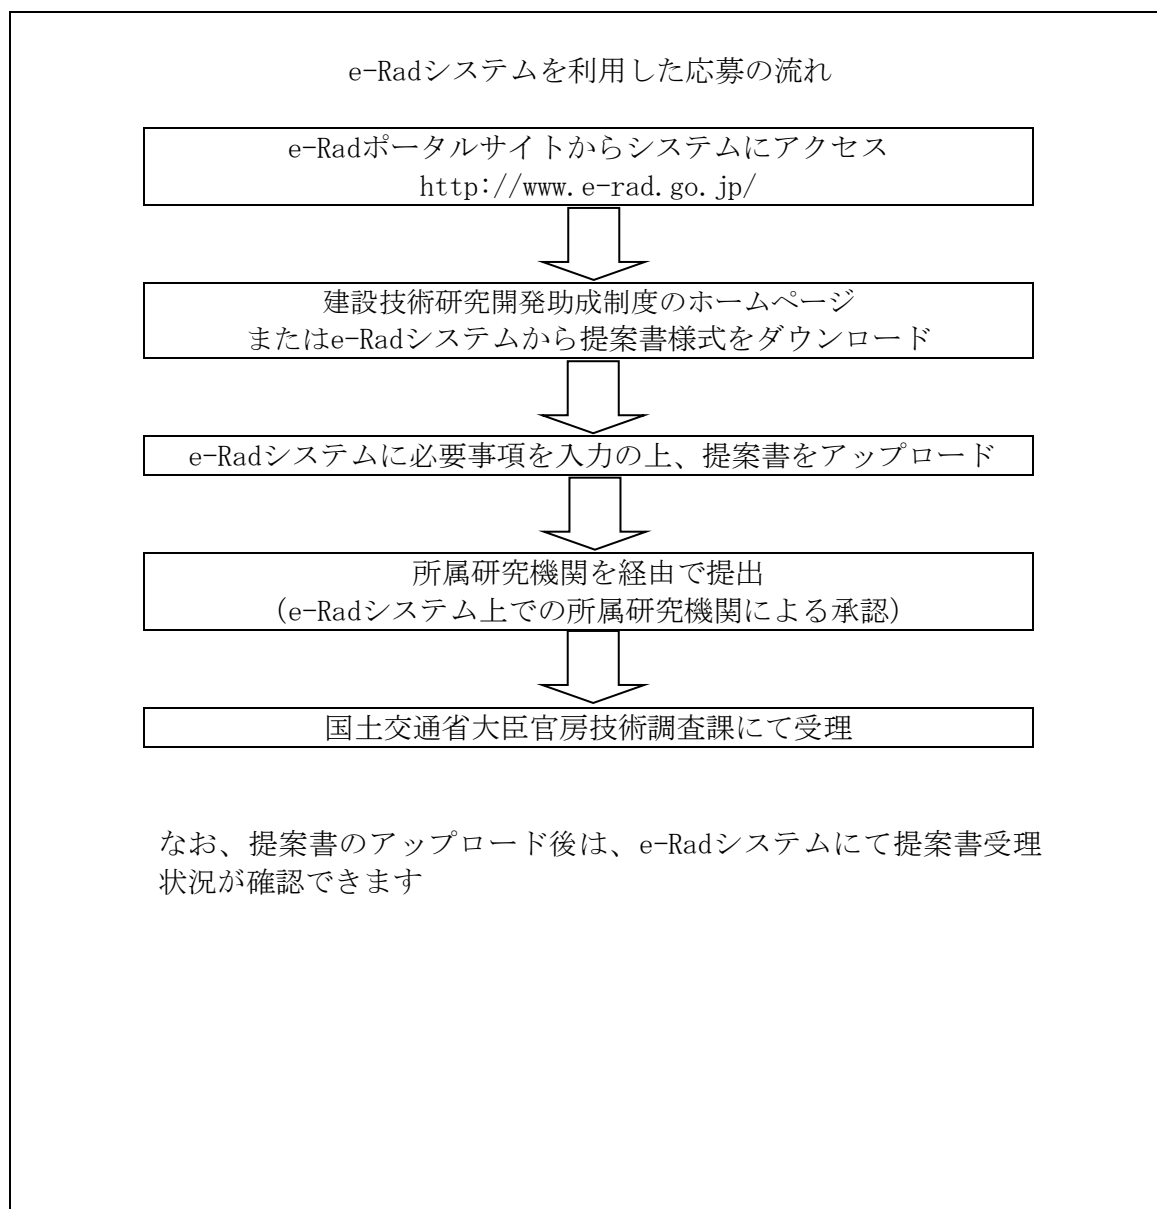 e-Radシステムを利用した応募の流れ
e-Radポータルサイトからシステムにアクセス
http://www.e-rad.go.jp/
建設技術研究開発助成制度のホームページ
またはe-Radシステムから提案書様式をダウンロード
e-Radシステムに必要事項を入力の上、提案書をアップロード
所属研究機関を経由で提出
（e-Radシステム上での所属研究機関による承認）
国土交通省大臣官房技術調査課にて受理
なお、提案書のアップロード後は、e-Radシステムにて提案書受理
状況が確認できます